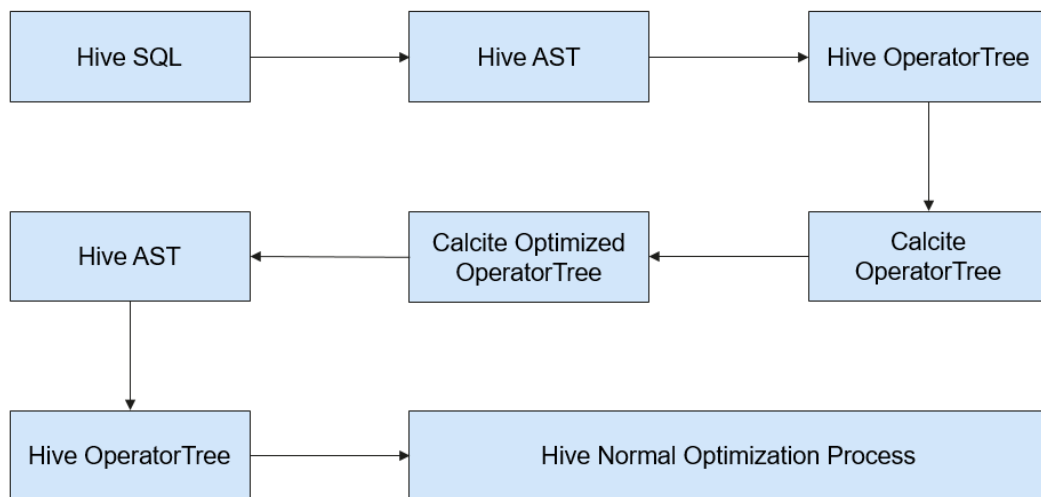 Hive SQL
Hive AST
Hive OperatorTree
Hive AST
Calcite Optimized
OperatorTree
Calcite
OperatorTree
Hive OperatorTree
Hive Normal Optimization Process